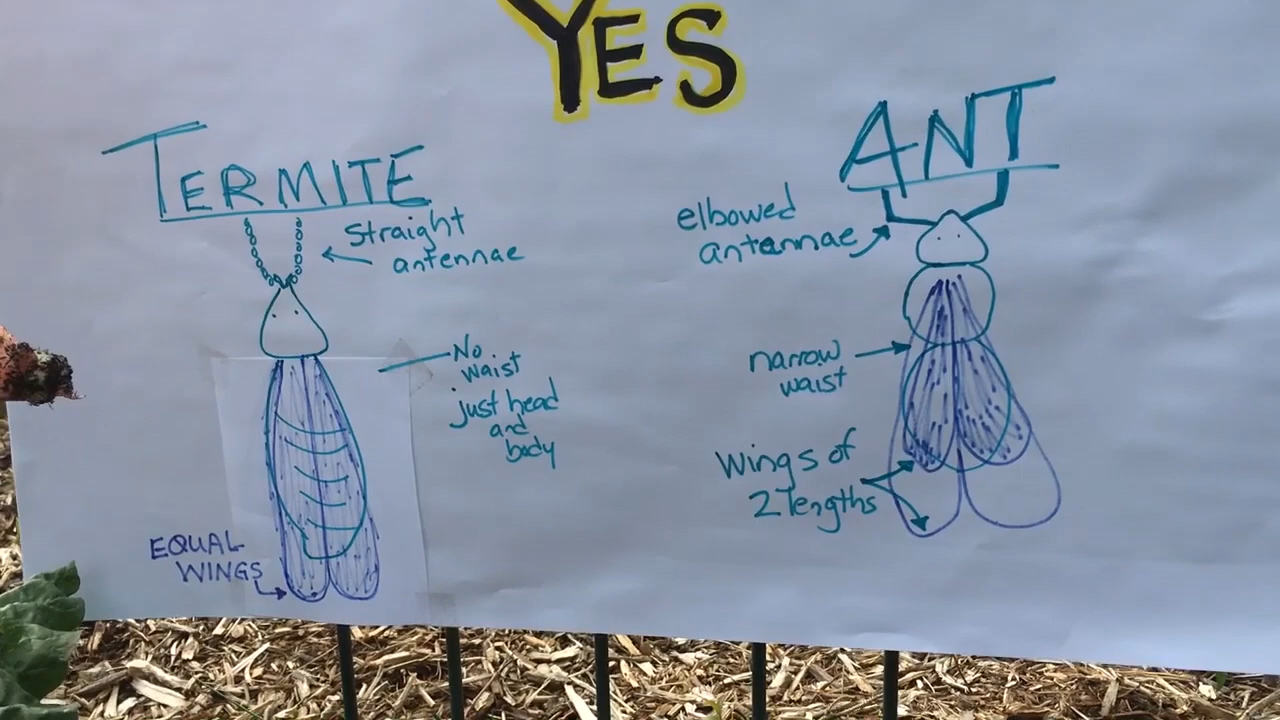 YES
TERMITE
Straight
antennae
No
waist
just head
and
body
EQUAL
WINGS
ANT
elbowed
antennae
narrow
waist
Wings of
2 lengths